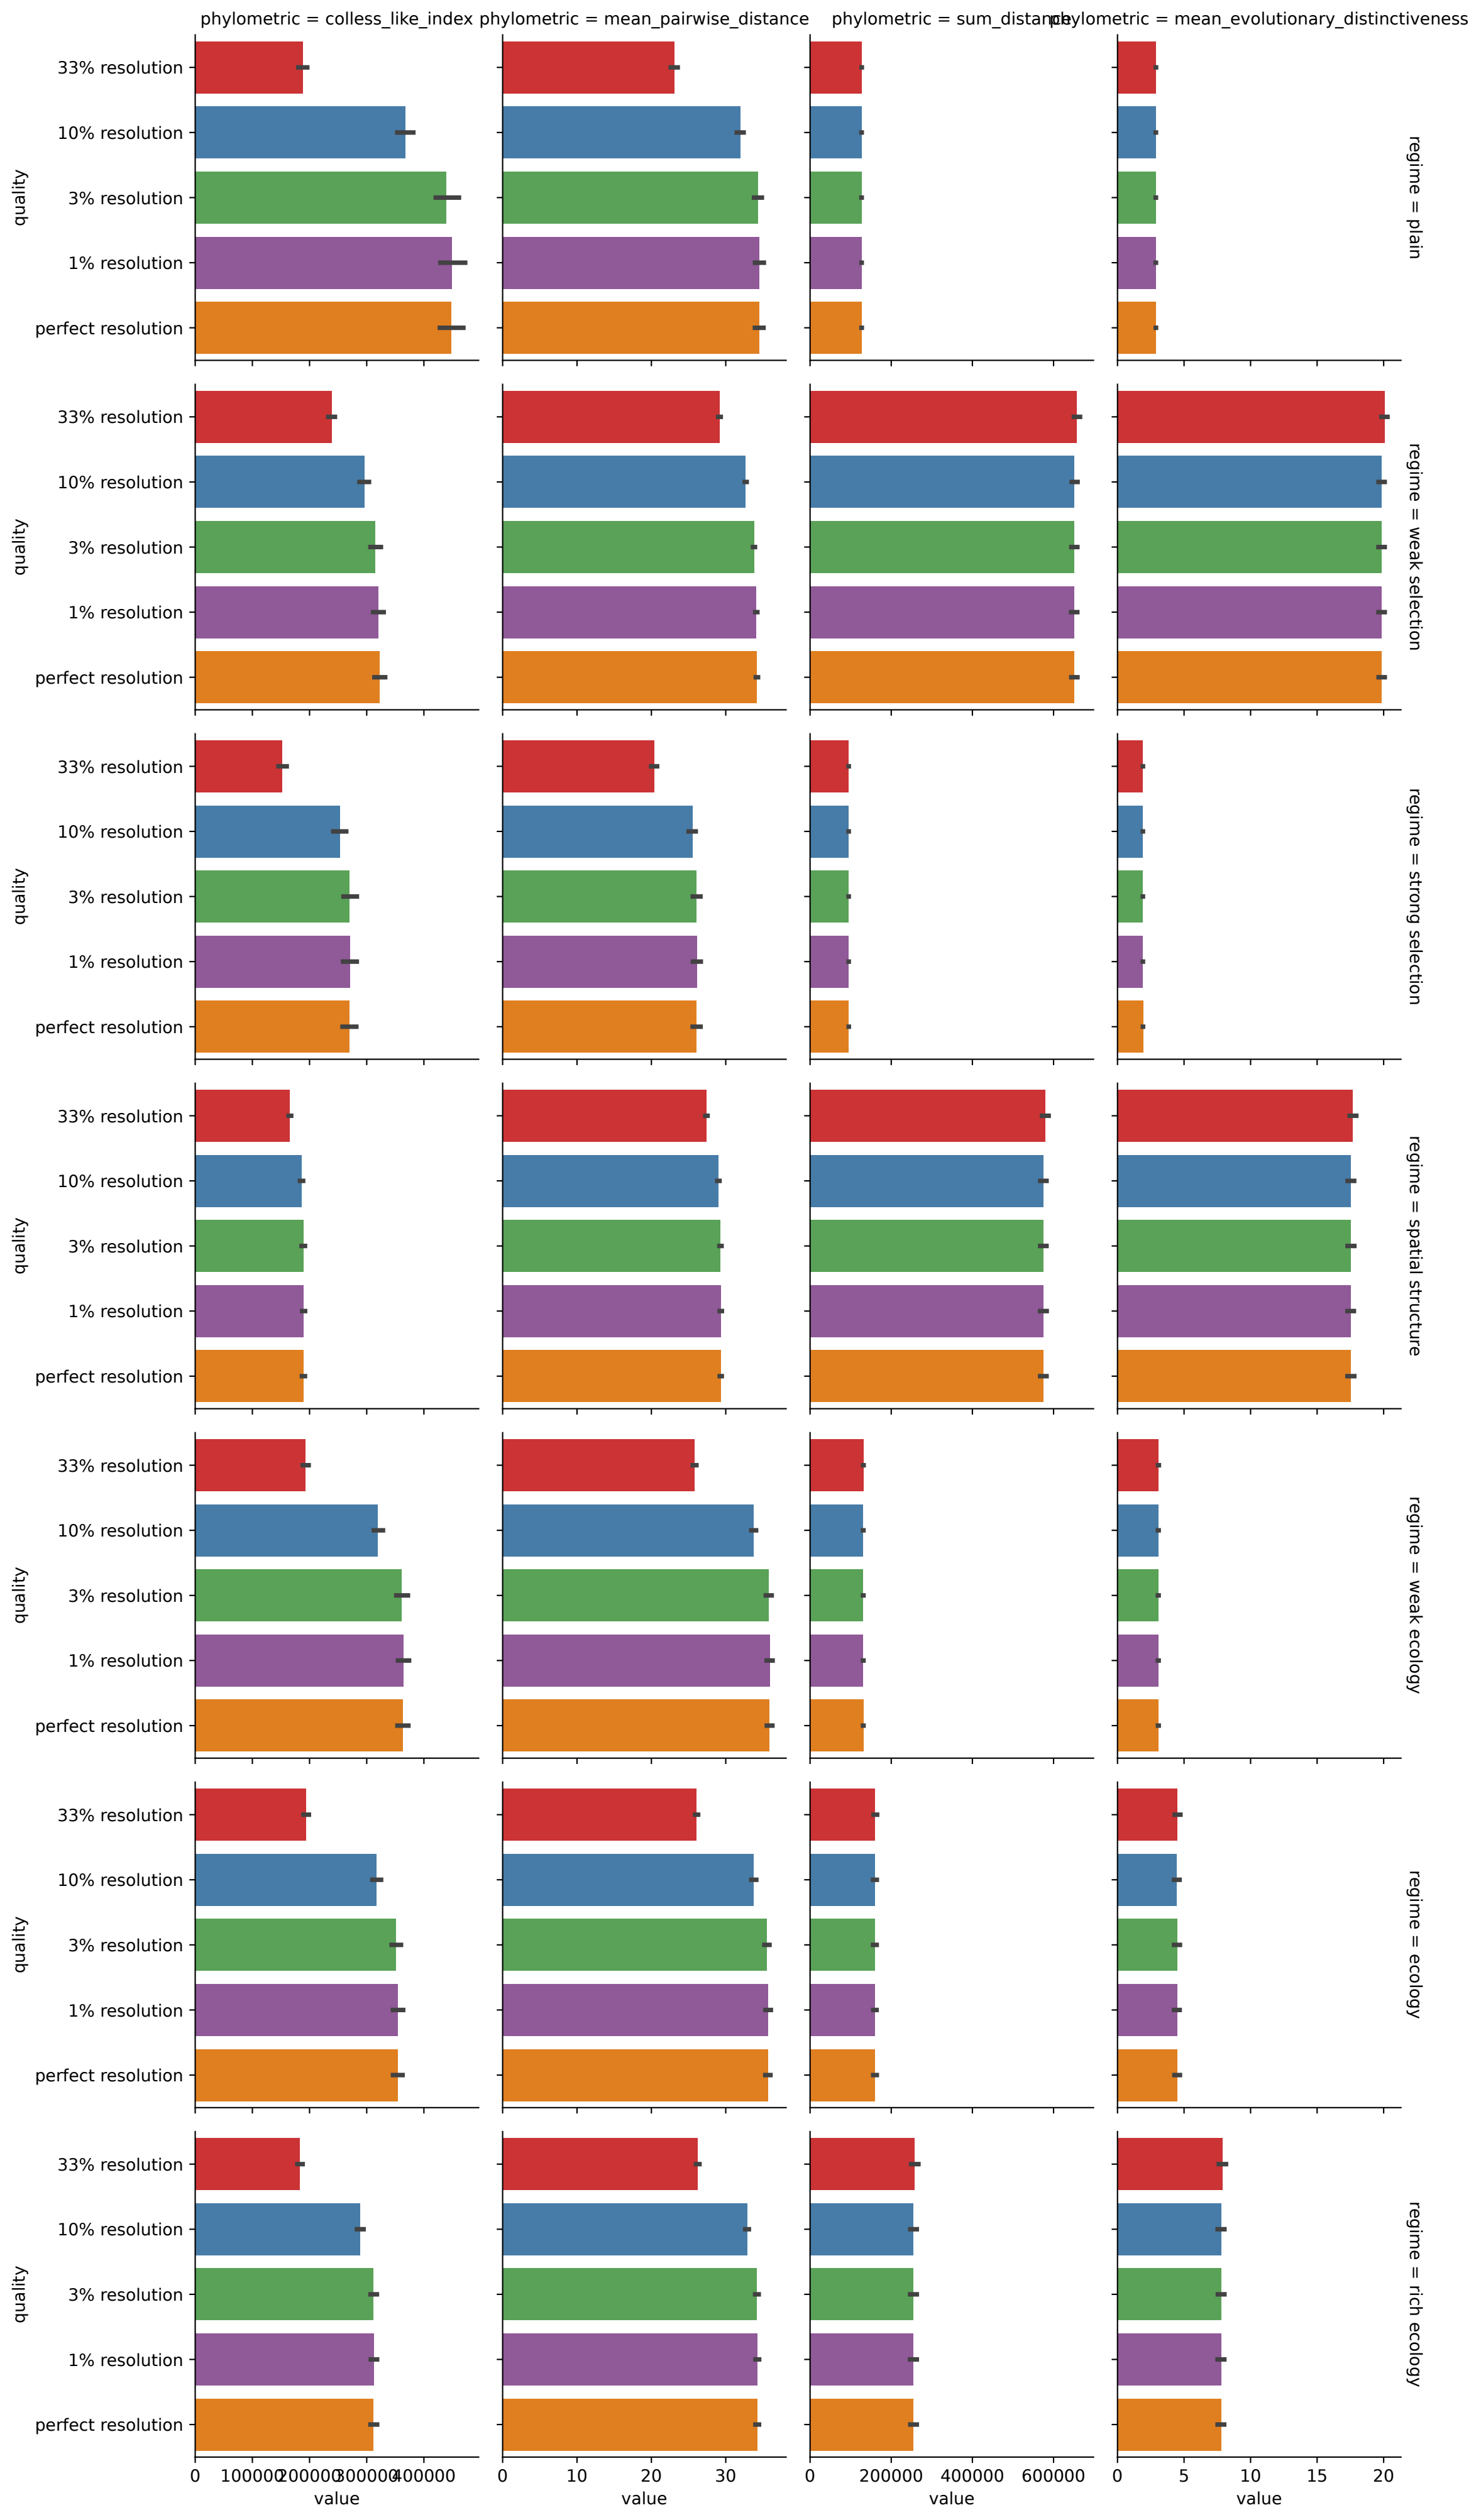 phylometric = colless_like_index
phylometric = mean_pairwise_distance
phylometric = sum_distance
phylometric = mean_evolutionary_distinctiveness
quality
33% resolution
10% resolution
3% resolution
1% resolution
perfect resolution
regime = plain
quality
33% resolution
10% resolution
3% resolution
1% resolution
perfect resolution
regime = weak selection
quality
33% resolution
10% resolution
3% resolution
1% resolution
perfect resolution
regime = strong selection
quality
33% resolution
10% resolution
3% resolution
1% resolution
perfect resolution
regime = spatial structure
quality
33% resolution
10% resolution
3% resolution
1% resolution
perfect resolution
regime = weak ecology
quality
33% resolution
10% resolution
3% resolution
1% resolution
perfect resolution
regime = ecology
quality
33% resolution
10% resolution
3% resolution
1% resolution
perfect resolution
regime = rich ecology
0 100000 200000 300000 400000
0 10 20 30
0 200000 400000 600000
0 5 10 15 20
value
value
value
value